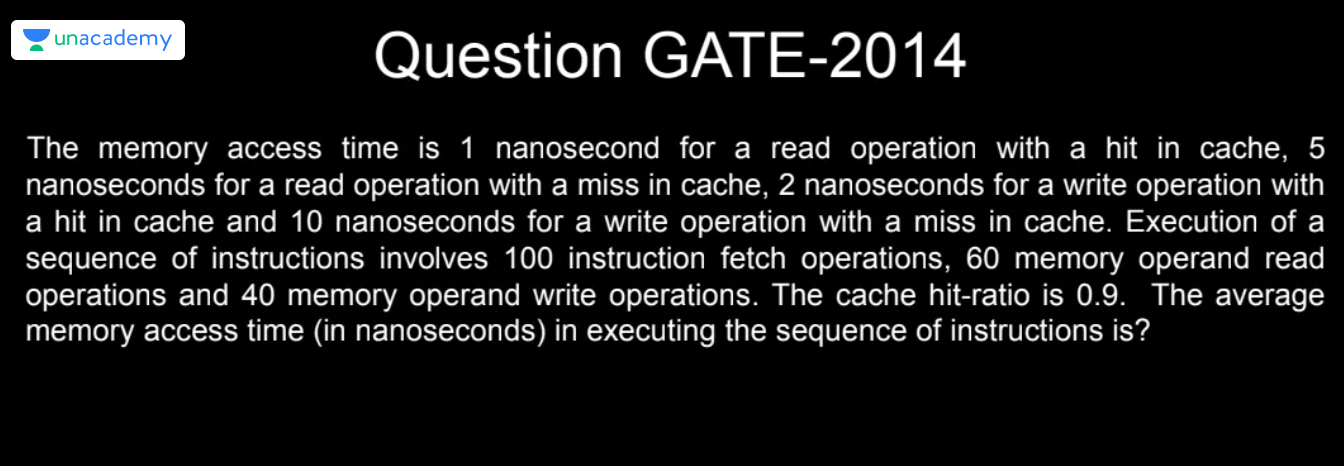 unacademy
Question GATE-2014
The memory access time is 1 nanosecond for a read operation with a hit in cache, 5
nanoseconds for a read operation with a miss in cache, 2 nanoseconds for a write operation with
a hit in cache and 10 nanoseconds for a write operation with a miss in cache. Execution of a
sequence of instructions involves 100 instruction fetch operations, 60 memory operand read
operations and 40 memory operand write operations. The cache hit-ratio is 0.9. The average
memory access time (in nanoseconds) in executing the sequence of instructions is?